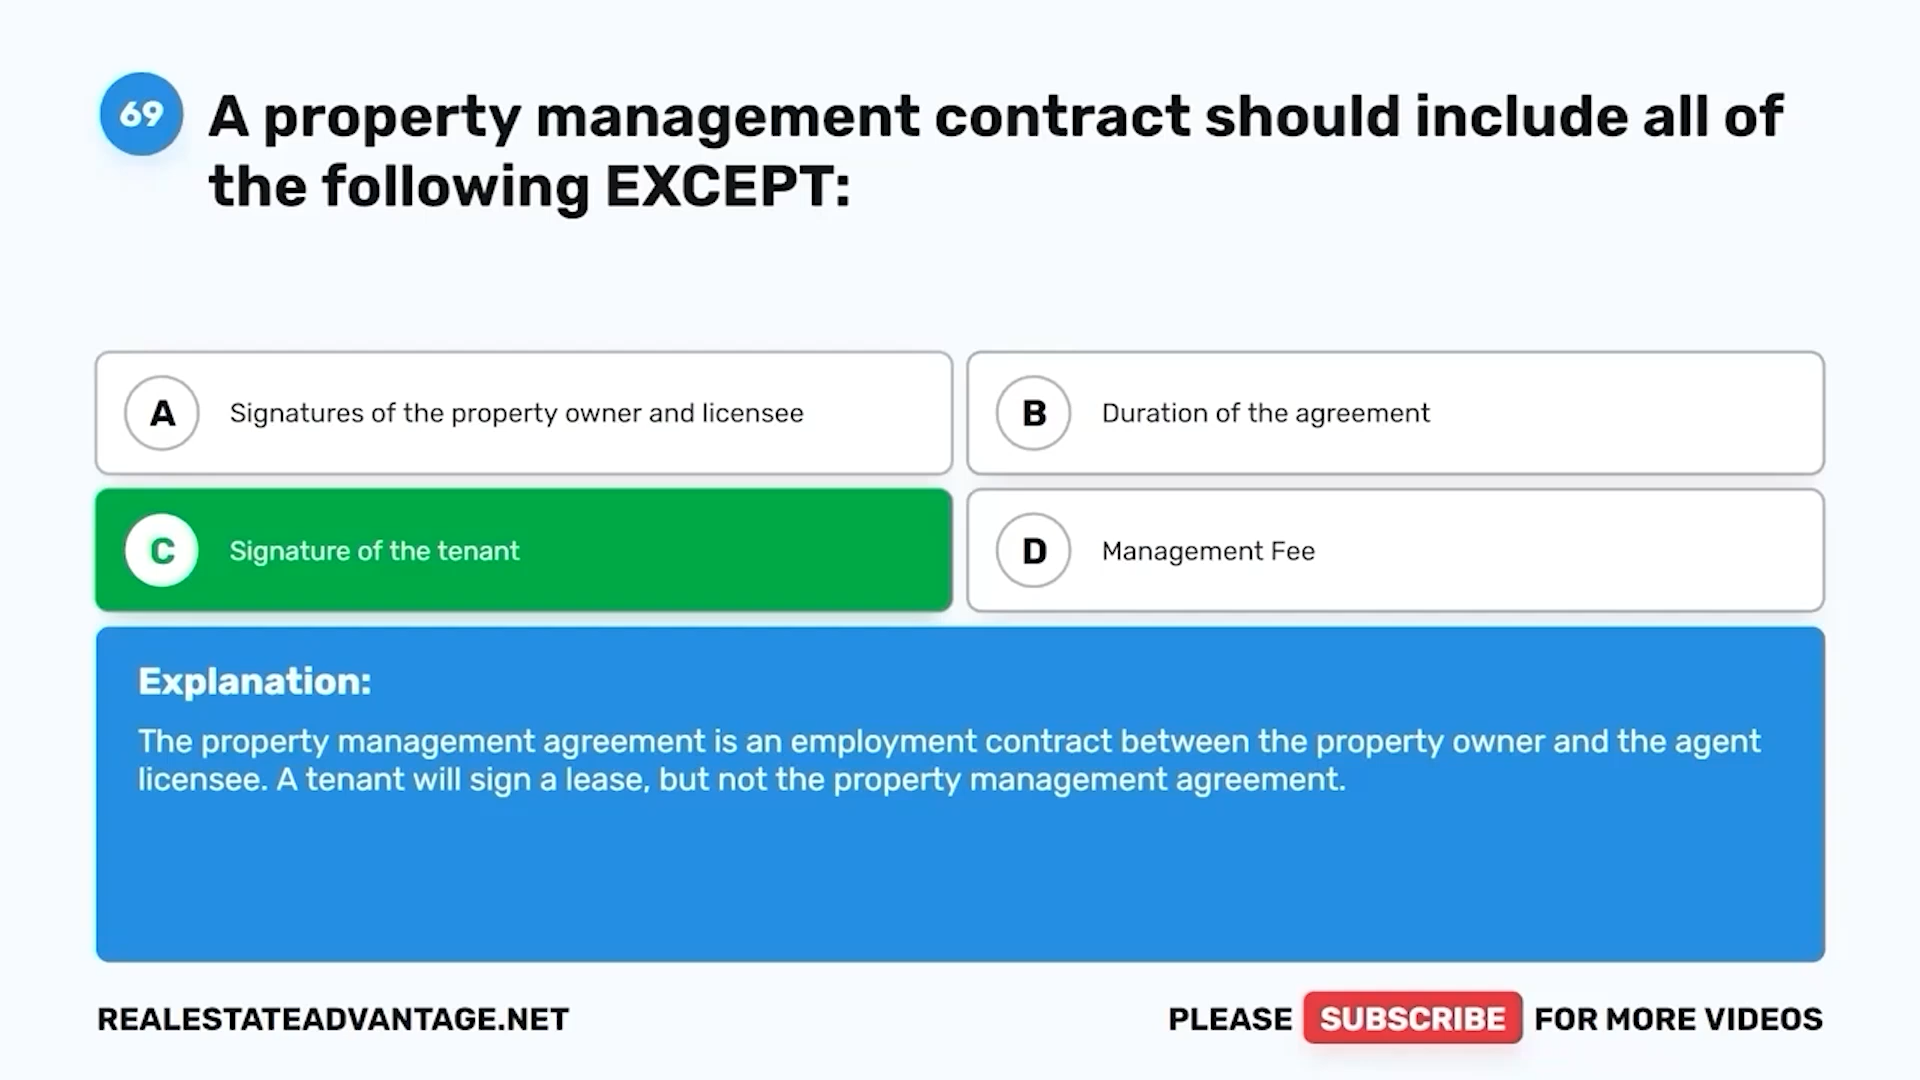 69
A property management contract should include all of
the following EXCEPT:
A Signatures of the property owner and licensee
B Duration of the agreement
C Signature of the tenant
D Management Fee
Explanation:
The property management agreement is an employment contract between the property owner and the agent
licensee. A tenant will sign a lease, but not the property management agreement.
REALESTATEADVANTAGE.NET
PLEASE SUBSCRIBE FOR MORE VIDEOS